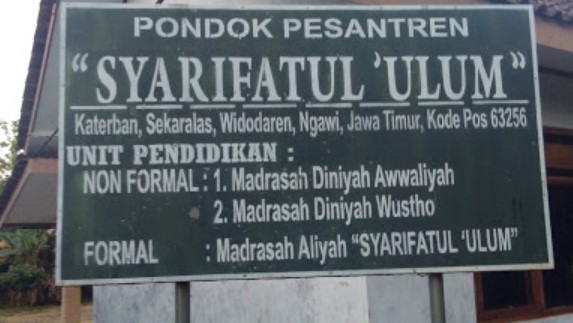 PONDOK PESANTREN
"SYARIFATUL 'ULUM"
Katerban, Sekaralas, Widodaren, Ngawi, Jawa Timur, Kode Pos 63256
UNIT PENDIDIKAN :
NON FORMAL : 1. Madrasah Diniyah Awwaliyah
2. Madrasah Diniyah Wustho
FORMAL : Madrasah Aliyah "SYARIFATUL 'ULUM"